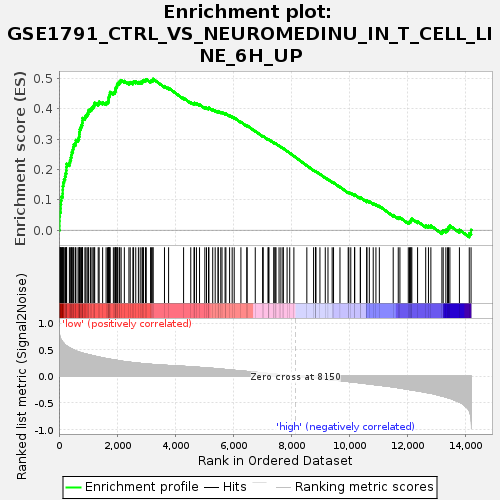 Enrichment plot:
GSE1791_CTRL_VS_NEUROMEDINU_IN_T_CELL_LI
NE_6H_UP
Enrichment score (ES)
0.5
0.4
0.3
0.2
0.1
0.0
Ranked list metric (Signal2Noise)
1.0
0.5
0.0
-0.5
-1.0
'low' (positively correlated)
Zero cross at 8150
'high' (negatively correlated)
0
2,000
4,000
6,000
8,000
10,000
12,000
14,000
Rank in Ordered Dataset
Enrichment profile
Hits
Ranking metric scores